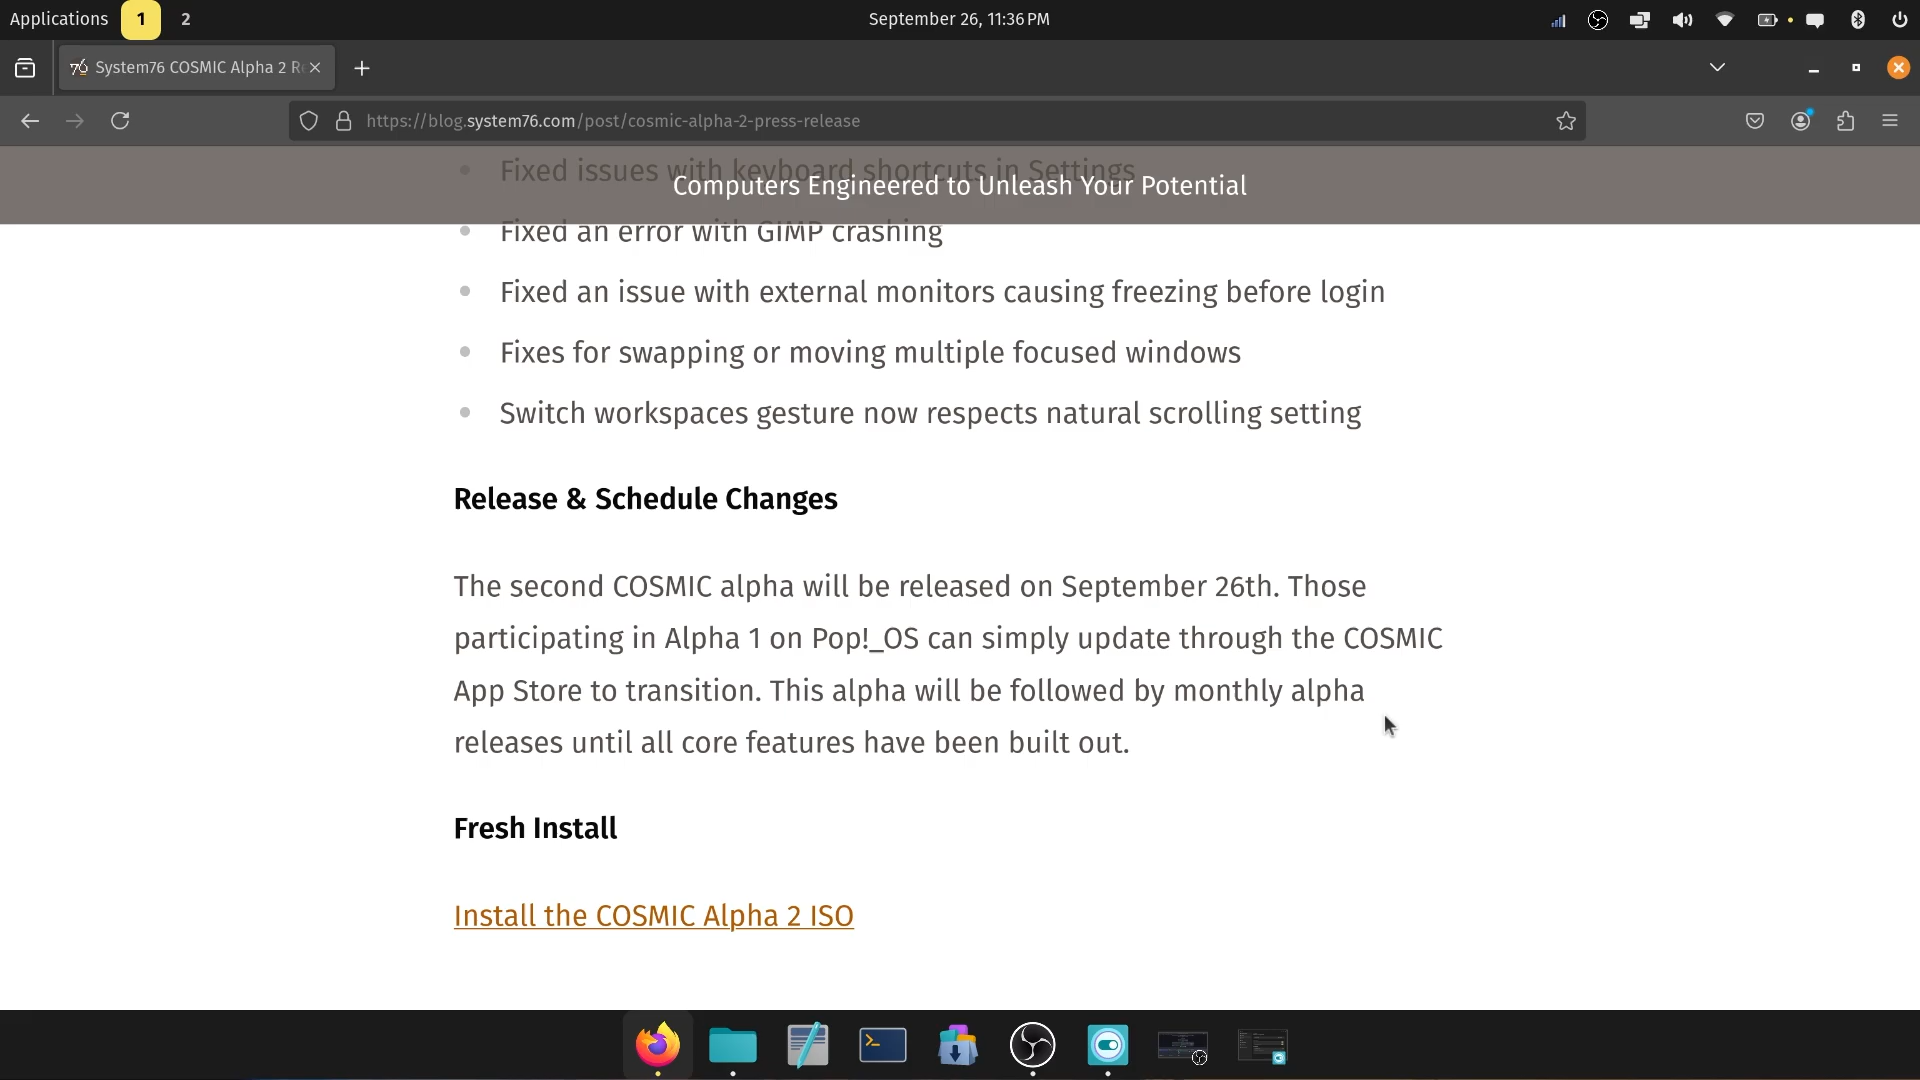 Applications 1 2 September 26, 11:36 PM
System76 COSMIC Alpha 2 Re
https://blog.system76.com/post/cosmic-alpha-2-press-release
Fixed issues with keyboard shortcuts in Settings
Computers Engineered to Unleash Your Potential
Fixed an error with GIMP crashing
Fixed an issue with external monitors causing freezing before login
Fixes for swapping or moving multiple focused windows
Switch workspaces gesture now respects natural scrolling setting
Release & Schedule Changes
The second COSMIC alpha will be released on September 26th. Those
participating in Alpha 1 on Pop!_OS can simply update through the COSMIC
App Store to transition. This alpha will be followed by monthly alpha
releases until all core features have been built out.
Fresh Install
Install the COSMIC Alpha 2 ISO